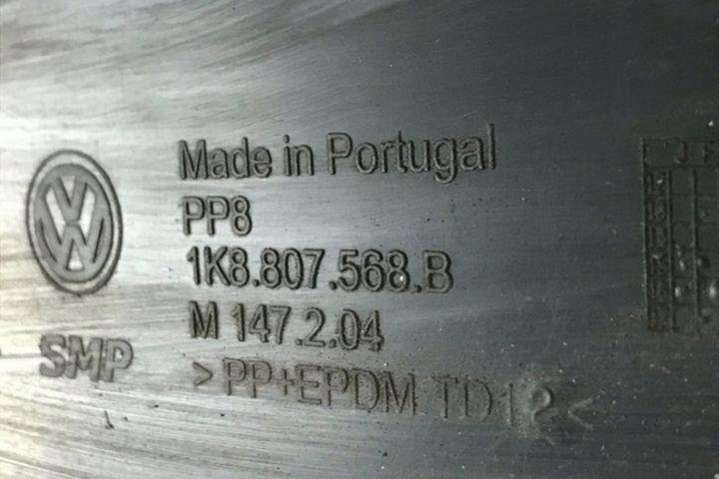 Made in Portugal
PP8
1K8.807.568.B
M 147.2.04
SMP
>PP+EPDM TD12<